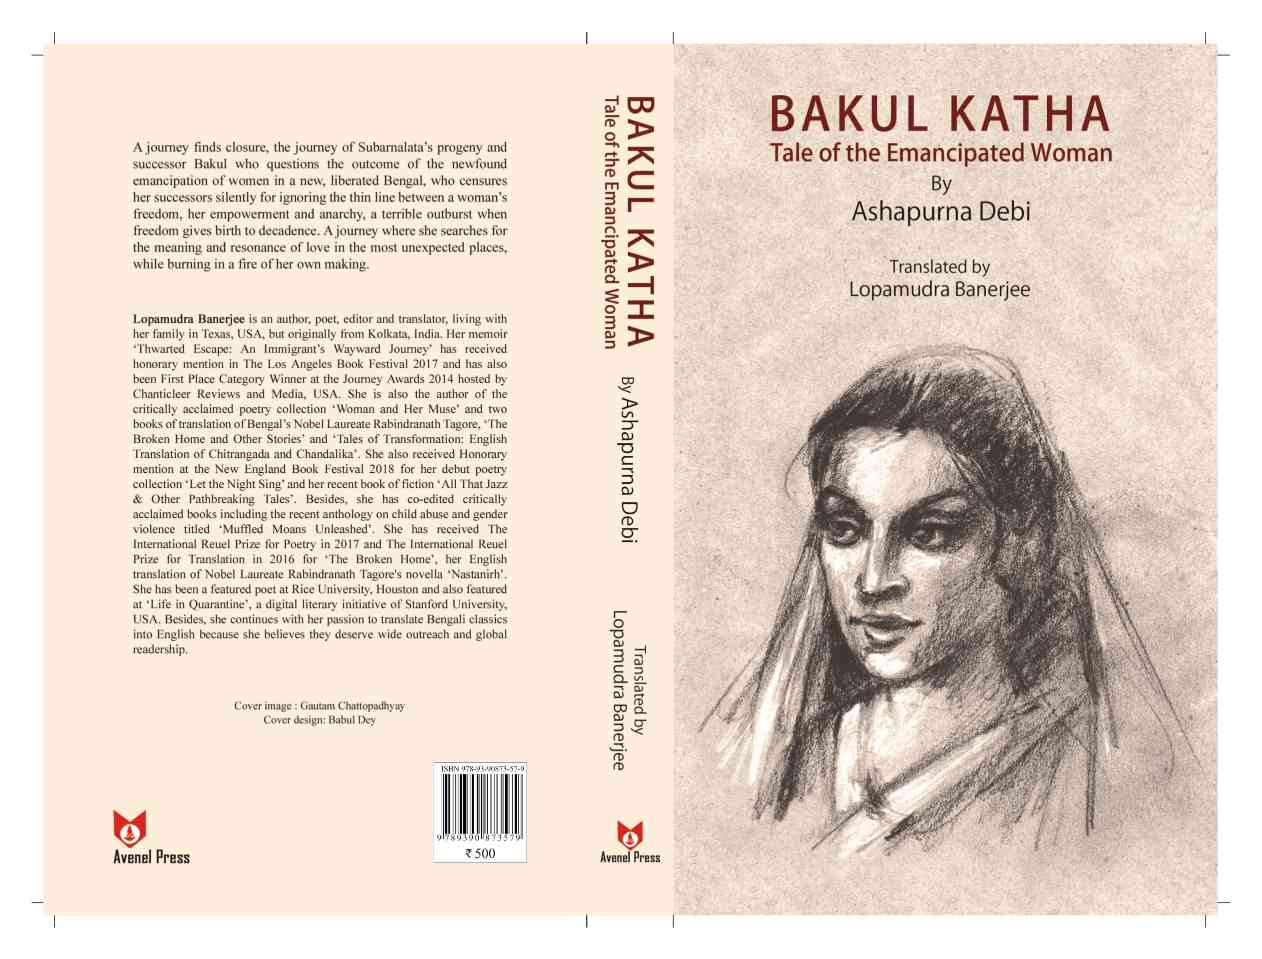 A journey finds closure, the journey of Subarnalata’s progeny and
successor Bakul who questions the outcome of the newfound
emancipation of women in a new, liberated Bengal, who censures
her successors silently for ignoring the thin line between a woman’s
freedom, her empowerment and anarchy, a terrible outburst when
freedom gives birth to decadence. A journey where she searches for
the meaning and resonance of love in the most unexpected places,
while burning in a fire of her own making.
Lopamudra Banerjee is an author, poet, editor and translator, living with
her family in Texas, USA, but originally from Kolkata, India. Her memoir
‘Thwarted Escape: An Immigrant’s Wayward Journey’ has received
honorary mention in The Los Angeles Book Festival 2017 and has also
been First Place Category Winner at the Journey Awards 2014 hosted by
Chanticleer Reviews and Media, USA. She is also the author of the
critically acclaimed poetry collection ‘Woman and Her Muse’ and two
books of translation of Bengal’s Nobel Laureate Rabindranath Tagore, ‘The
Broken Home and Other Stories’ and ‘Tales of Transformation: English
Translation of Chitrangada and Chandalika’. She also received Honorary
mention at the New England Book Festival 2018 for her debut poetry
collection ‘Let the Night Sing’ and her recent book of fiction ‘All That Jazz
& Other Pathbreaking Tales’. Besides, she has co-edited critically
acclaimed books including the recent anthology on child abuse and gender
violence titled ‘Muffled Moans Unleashed’. She has received The
International Reuel Prize for Poetry in 2017 and The International Reuel
Prize for Translation in 2016 for ‘The Broken Home’, her English
translation of Nobel Laureate Rabindranath Tagore's novella ‘Nastanirh’.
She has been a featured poet at Rice University, Houston and also featured
at ‘Life in Quarantine’, a digital literary initiative of Stanford University,
USA. Besides, she continues with her passion to translate Bengali classics
into English because she believes they deserve wide outreach and global
readership.
Cover image : Gautam Chattopadhyay
Cover design: Babul Dey
ISBN 978-93-90873-57-9
9 789390 873579
₹ 500
Avenel Press
BAKUL KATHA
Tale of the Emancipated Woman
By Ashapurna Debi
Translated by
Lopamudra Banerjee
Avenel Press
BAKUL KATHA
Tale of the Emancipated Woman
By
Ashapurna Debi
Translated by
Lopamudra Banerjee